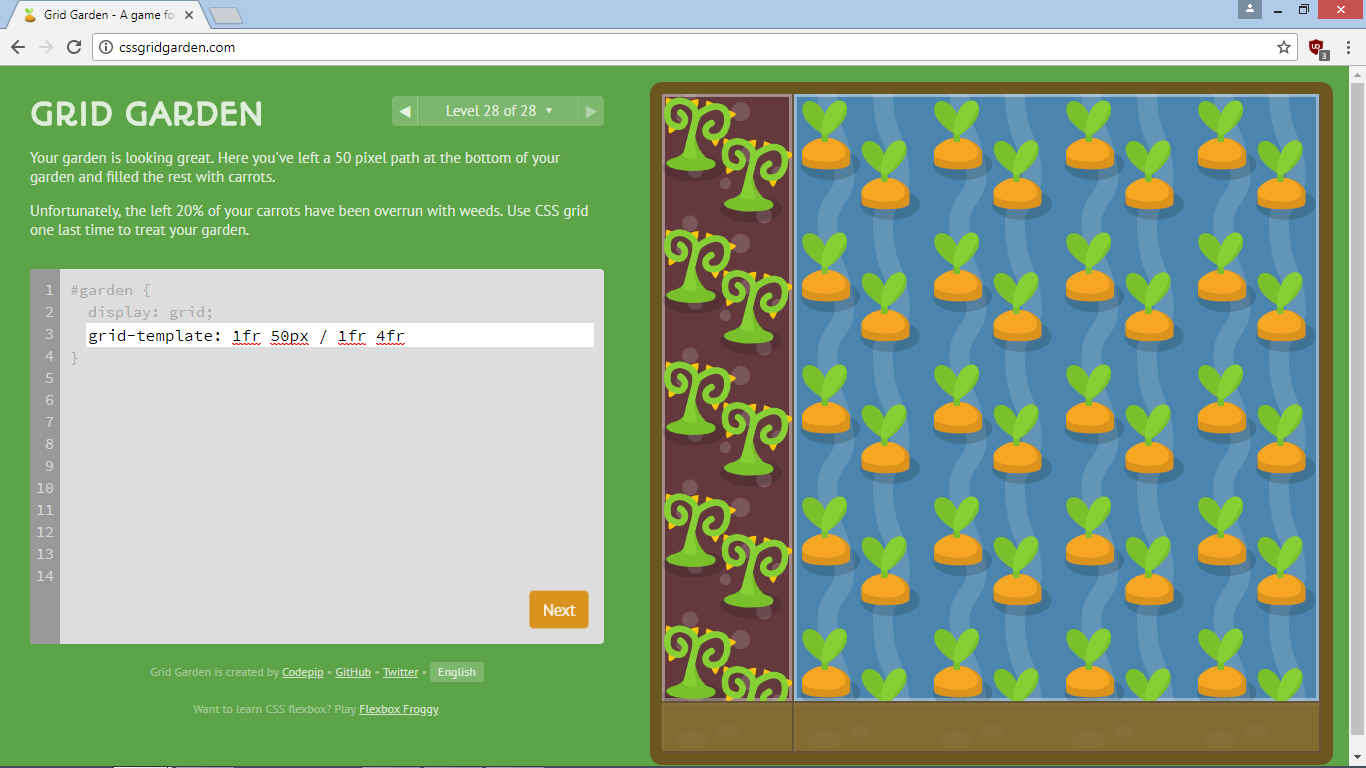 Grid Garden - A game fo
cssgridgarden.com
3
GRID GARDEN
◀ Level 28 of 28 ▼ ▶
Your garden is looking great. Here you've left a 50 pixel path at the bottom of your
garden and filled the rest with carrots.
Unfortunately, the left 20% of your carrots have been overrun with weeds. Use CSS grid
one last time to treat your garden.
1 #garden {
2 display: grid;
3 grid-template: 1fr 50px / 1fr 4fr
4 }
5
6
7
8
9
10
11
12
13
14
Next
Grid Garden is created by Codepip • GitHub • Twitter • English
Want to learn CSS flexbox? Play Flexbox Froggy.